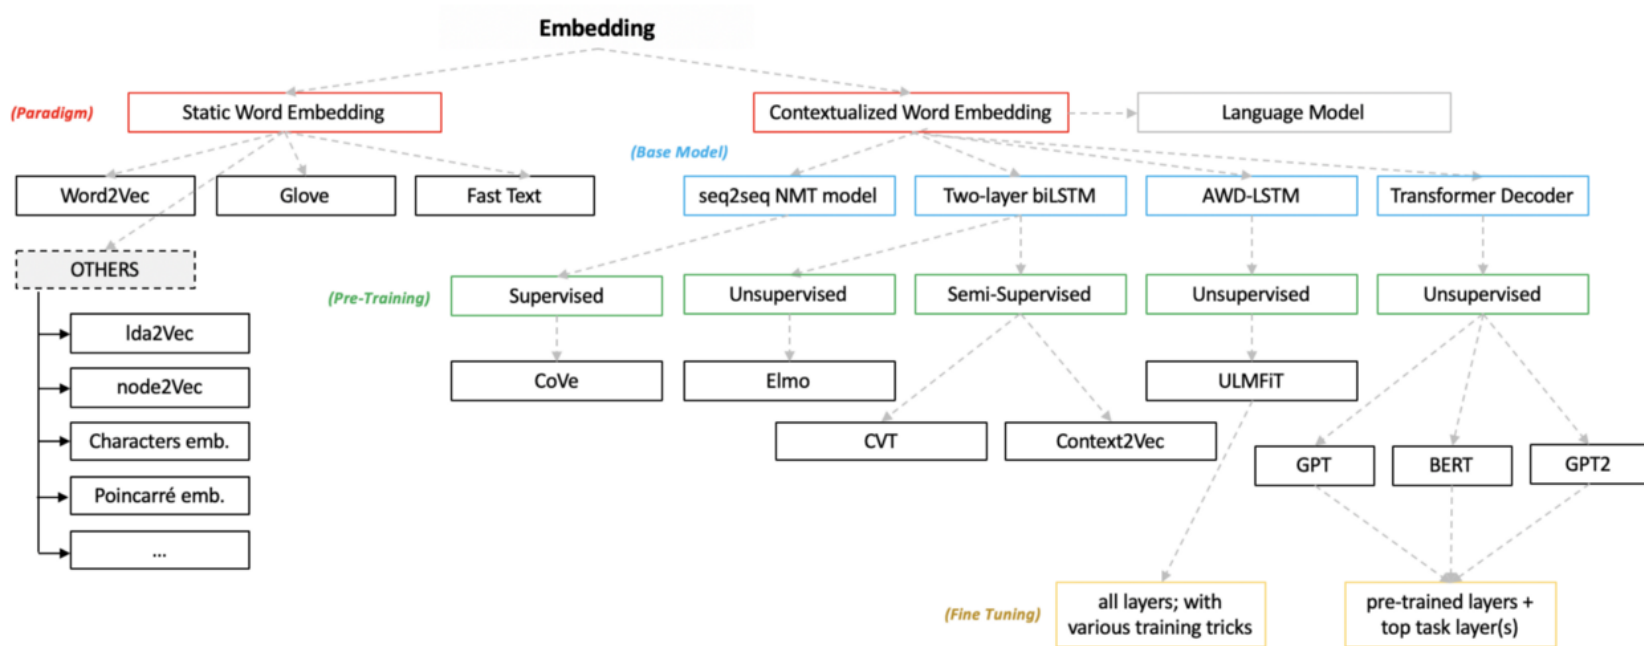 Embedding
(Paradigm)
Static Word Embedding
Contextualized Word Embedding
Language Model
(Base Model)
Word2Vec
Glove
Fast Text
seq2seq NMT model
Two-layer biLSTM
AWD-LSTM
Transformer Decoder
OTHERS
(Pre-Training)
Supervised
Unsupervised
Semi-Supervised
Unsupervised
Unsupervised
lda2Vec
node2Vec
Characters emb.
Poincarré emb.
...
CoVe
Elmo
ULMFiT
CVT
Context2Vec
GPT
BERT
GPT2
(Fine Tuning)
all layers; with
various training tricks
pre-trained layers +
top task layer(s)